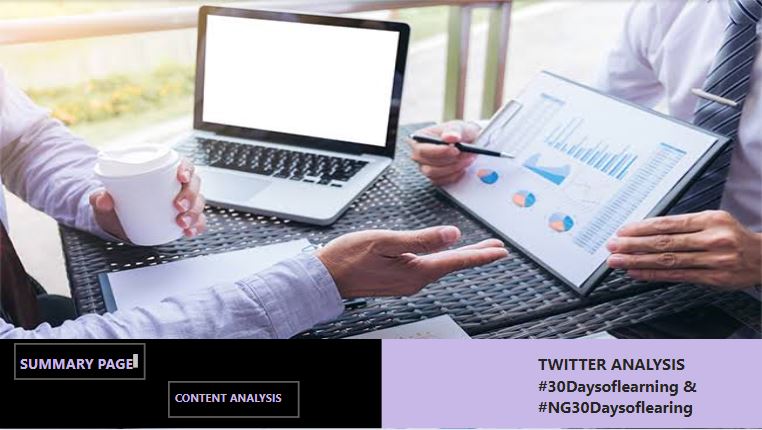 SUMMARY PAGE
CONTENT ANALYSIS
TWITTER ANALYSIS
#30Daysoflearning &
#NG30Daysoflearing